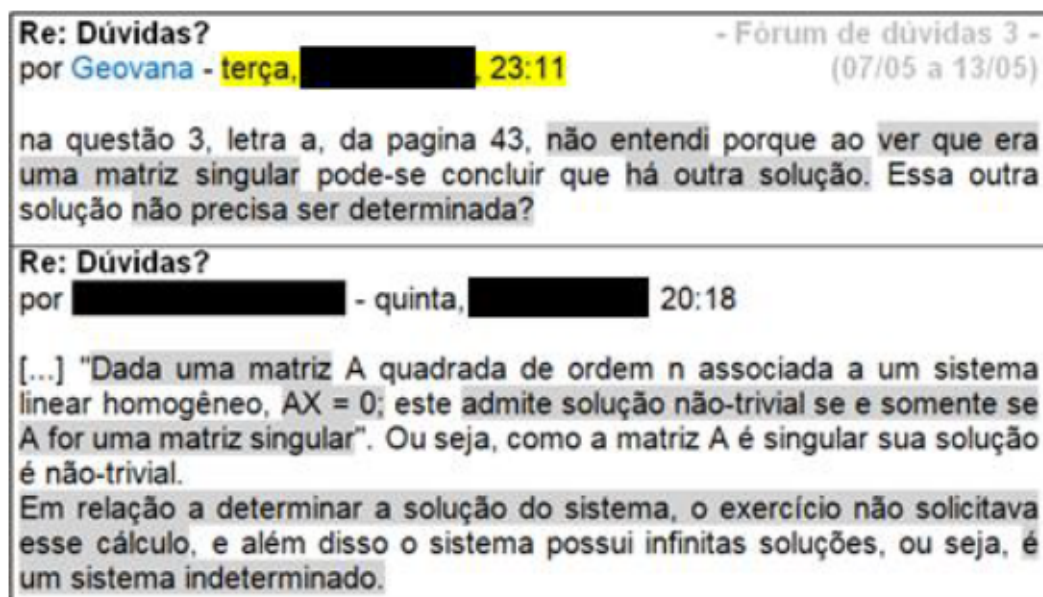 Re: Dúvidas?
- Fórum de dúvidas 3 -
por Geovana - terça, , 23:11
(07/05 a 13/05)
na questão 3, letra a, da pagina 43, não entendi porque ao ver que era
uma matriz singular pode-se concluir que há outra solução. Essa outra
solução não precisa ser determinada?
Re: Dúvidas?
por - quinta, 20:18
[...] "Dada uma matriz A quadrada de ordem n associada a um sistema
linear homogêneo, AX = 0; este admite solução não-trivial se e somente se
A for uma matriz singular". Ou seja, como a matriz A é singular sua solução
é não-trivial.
Em relação a determinar a solução do sistema, o exercício não solicitava
esse cálculo, e além disso o sistema possui infinitas soluções, ou seja, é
um sistema indeterminado.